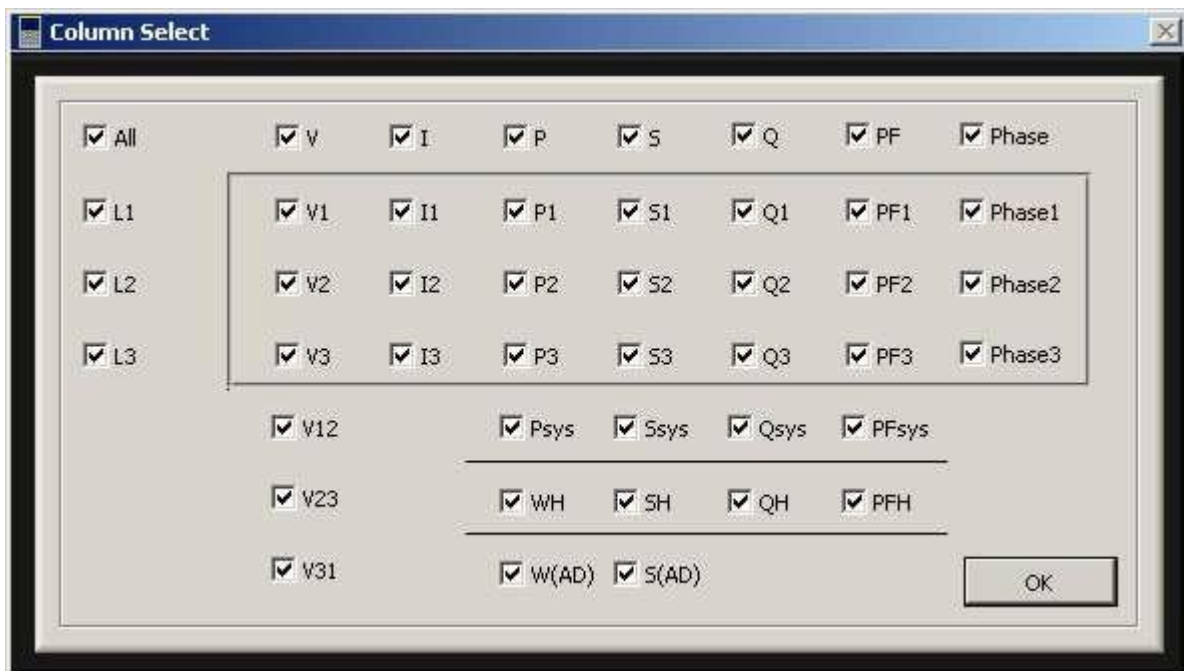 Column Select
All V I P S Q PF Phase
L1 V1 I1 P1 S1 Q1 PF1 Phase1
L2 V2 I2 P2 S2 Q2 PF2 Phase2
L3 V3 I3 P3 S3 Q3 PF3 Phase3
V12 Psys Ssys Qsys PFsys
V23 WH SH QH PFH
V31 W(AD) S(AD)
OK